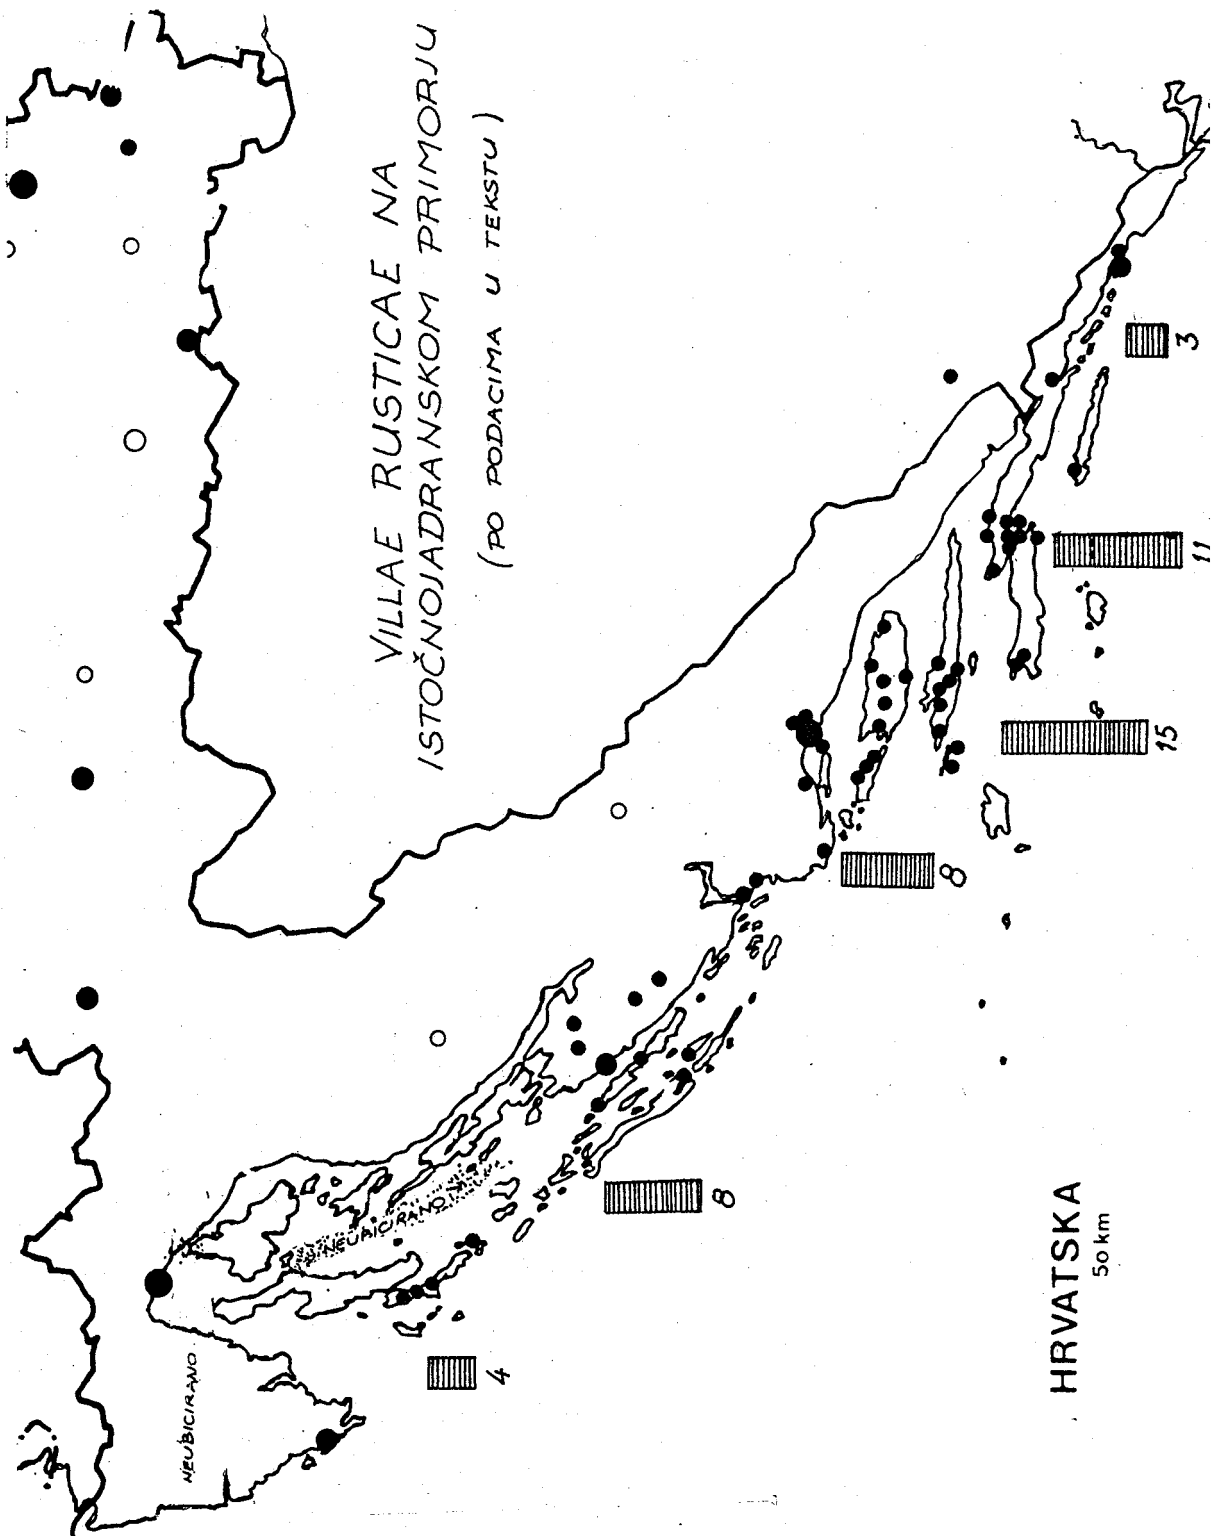 VILLAE RUSTICAE NA
ISTOČNOJADRANSKOM PRIMORJU
(PO PODACIMA U TEKSTU)
NEUBICIRANO
NEUBICIRANO
4
8
8
15
11
3
HRVATSKA
50 km